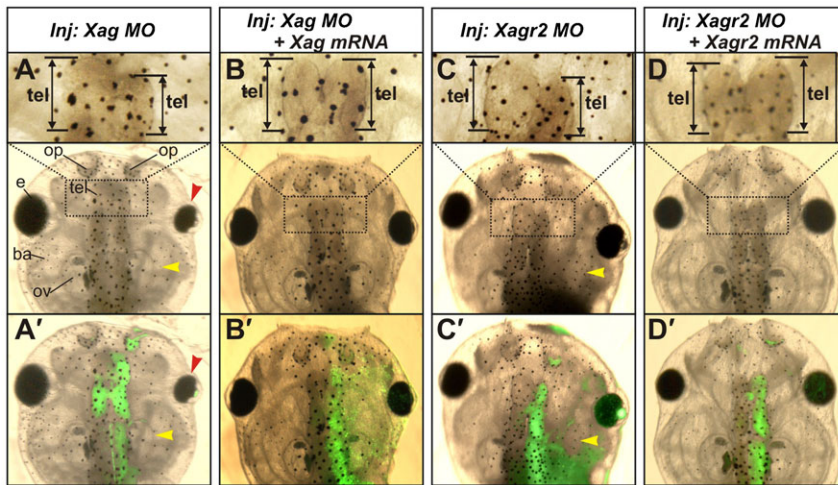 Inj: Xag MO
Inj: Xag MO
+ Xag mRNA
Inj: Xagr2 MO
Inj: Xagr2 MO
+ Xagr2 mRNA
A
B
C
D
tel
tel
tel
tel
tel
tel
tel
tel
op
op
e
tel
ba
ov
A′
B′
C′
D′